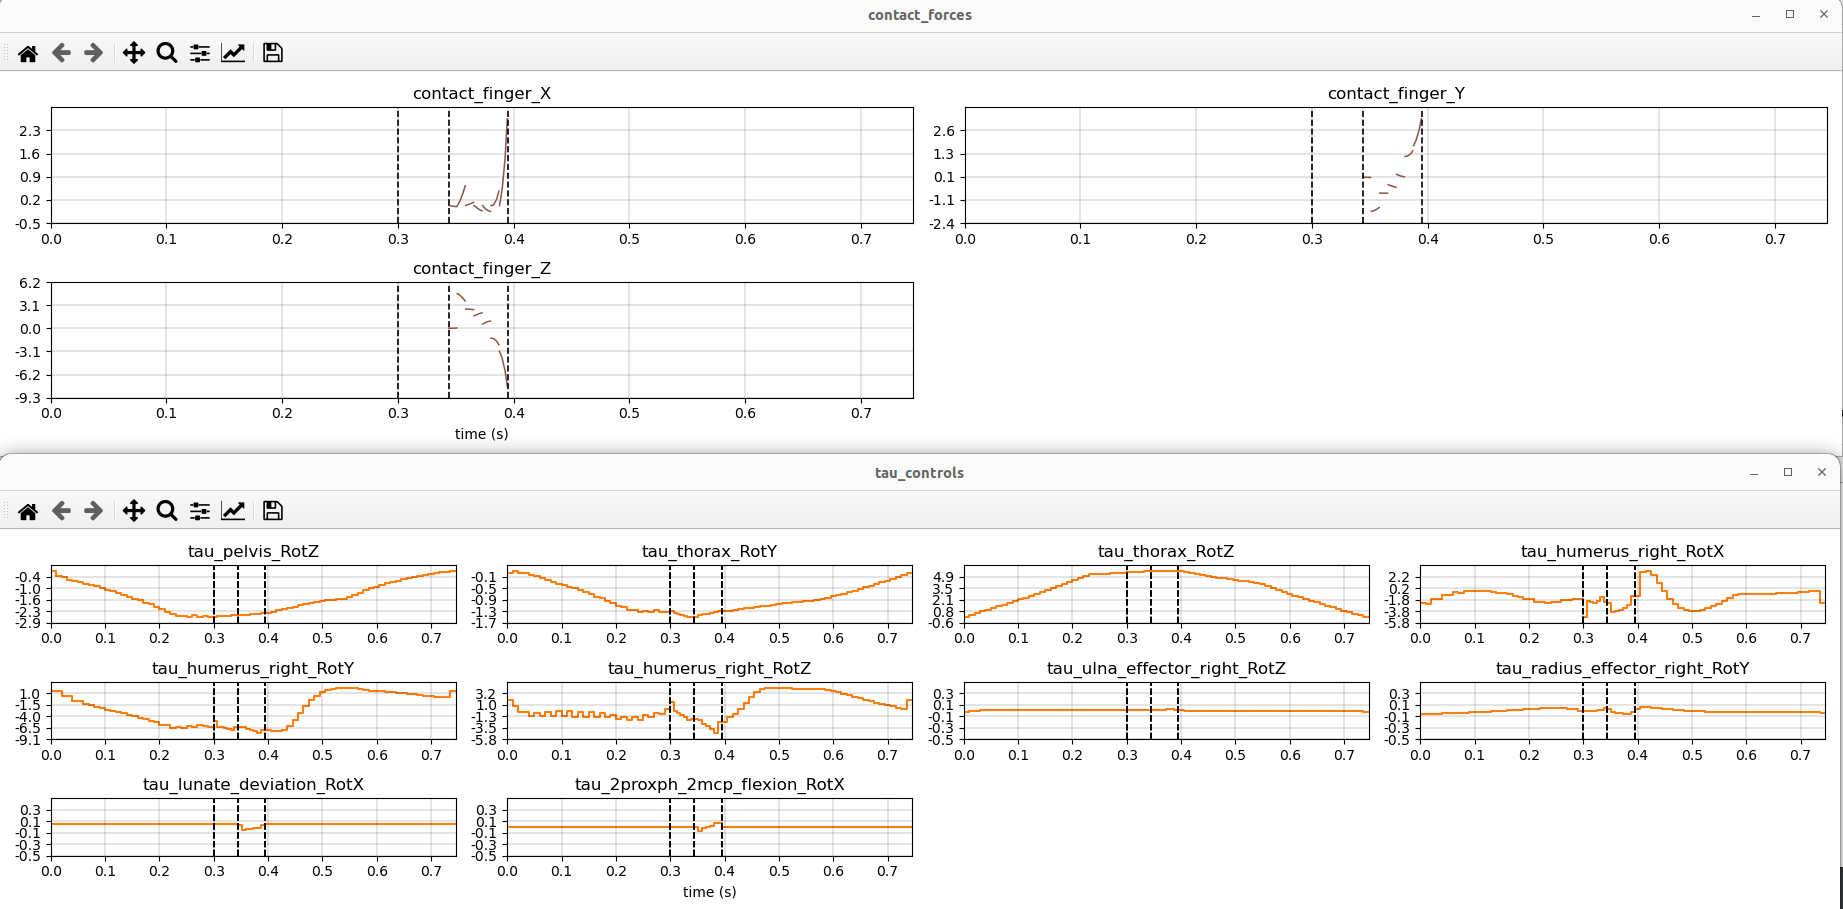 contact_forces
contact_finger_X
2.3
1.6
0.9
0.2
-0.5
0.0 0.1 0.2 0.3 0.4 0.5 0.6 0.7
contact_finger_Y
2.6
1.3
0.1
-1.1
-2.4
0.0 0.1 0.2 0.3 0.4 0.5 0.6 0.7
contact_finger_Z
6.2
3.1
0.0
-3.1
-6.2
-9.3
0.0 0.1 0.2 0.3 0.4 0.5 0.6 0.7
time (s)
tau_controls
tau_pelvis_RotZ
-0.4
-1.0
-1.6
-2.3
-2.9
0.0 0.1 0.2 0.3 0.4 0.5 0.6 0.7
tau_thorax_RotY
-0.1
-0.5
-0.9
-1.3
-1.7
0.0 0.1 0.2 0.3 0.4 0.5 0.6 0.7
tau_thorax_RotZ
4.9
3.5
2.1
0.8
-0.6
0.0 0.1 0.2 0.3 0.4 0.5 0.6 0.7
tau_humerus_right_RotX
2.2
0.2
-1.8
-3.8
-5.8
0.0 0.1 0.2 0.3 0.4 0.5 0.6 0.7
tau_humerus_right_RotY
1.0
-1.5
-4.0
-6.5
-9.1
0.0 0.1 0.2 0.3 0.4 0.5 0.6 0.7
tau_humerus_right_RotZ
3.2
1.0
-1.3
-3.5
-5.8
0.0 0.1 0.2 0.3 0.4 0.5 0.6 0.7
tau_ulna_effector_right_RotZ
0.3
0.1
-0.1
-0.3
-0.5
0.0 0.1 0.2 0.3 0.4 0.5 0.6 0.7
tau_radius_effector_right_RotY
0.3
0.1
-0.1
-0.3
-0.5
0.0 0.1 0.2 0.3 0.4 0.5 0.6 0.7
tau_lunate_deviation_RotX
0.3
0.1
-0.1
-0.3
-0.5
0.0 0.1 0.2 0.3 0.4 0.5 0.6 0.7
tau_2proxph_2mcp_flexion_RotX
0.3
0.1
-0.1
-0.3
-0.5
0.0 0.1 0.2 0.3 0.4 0.5 0.6 0.7
time (s)